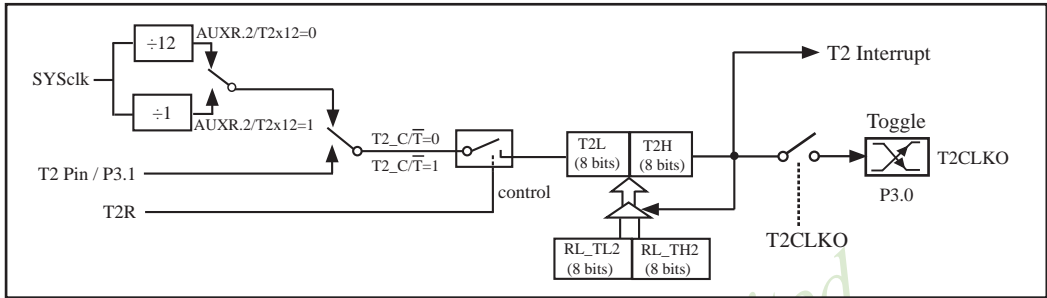 ÷12
AUXR.2/T2x12=0
SYSclk
÷1
AUXR.2/T2x12=1
T2 Pin / P3.1
T2R
T2_C/T̅=0
T2_C/T̅=1
control
T2L
(8 bits)
T2H
(8 bits)
RL_TL2
(8 bits)
RL_TH2
(8 bits)
T2 Interrupt
Toggle
T2CLKO
P3.0
T2CLKO